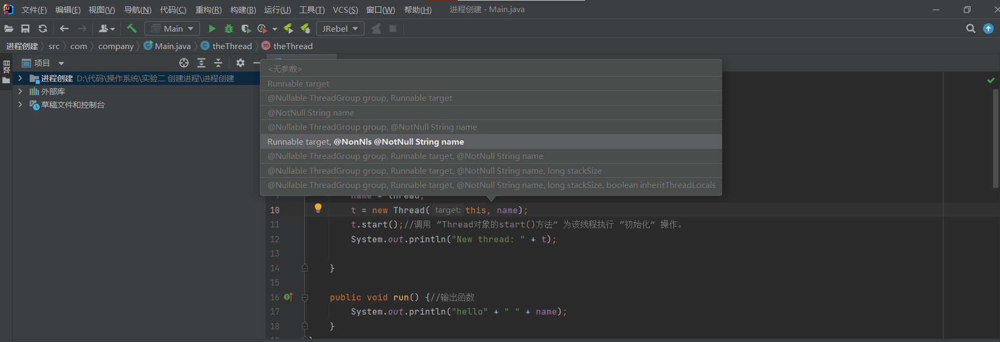 文件(F) 编辑(E) 视图(V) 导航(N) 代码(C) 重构(R) 构建(B) 运行(U) 工具(T) VCS(S) 窗口(W) 帮助(H) 进程创建 - Main.java
Main JRebel
进程创建 src com company Main.java theThread theThread
项目
项目
进程创建 D:\代码\操作系统\实验二 创建进程\进程创建
外部库
草稿文件和控制台
<无参数>
Runnable target
@Nullable ThreadGroup group, Runnable target
@NotNull String name
@Nullable ThreadGroup group, @NotNull String name
Runnable target, @NonNls @NotNull String name
@Nullable ThreadGroup group, Runnable target, @NotNull String name
@Nullable ThreadGroup group, Runnable target, @NotNull String name, long stackSize
@Nullable ThreadGroup group, Runnable target, @NotNull String name, long stackSize, boolean inheritThreadLocals
name = thread;
10 t = new Thread( target: this, name);
11 t.start();//调用 ”Thread对象的start()方法“ 为该线程执行 ”初始化“ 操作。
12 System.out.println("New thread: " + t);
13
14 }
15
16 public void run() {//输出函数
17 System.out.println("hello" + " " + name);
18 }